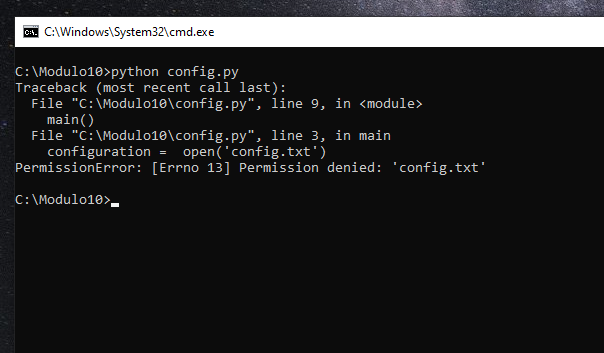 C:\Windows\System32\cmd.exe
C:\Modulo10>python config.py
Traceback (most recent call last):
  File "C:\Modulo10\config.py", line 9, in <module>
    main()
  File "C:\Modulo10\config.py", line 3, in main
    configuration =  open('config.txt')
PermissionError: [Errno 13] Permission denied: 'config.txt'
C:\Modulo10>